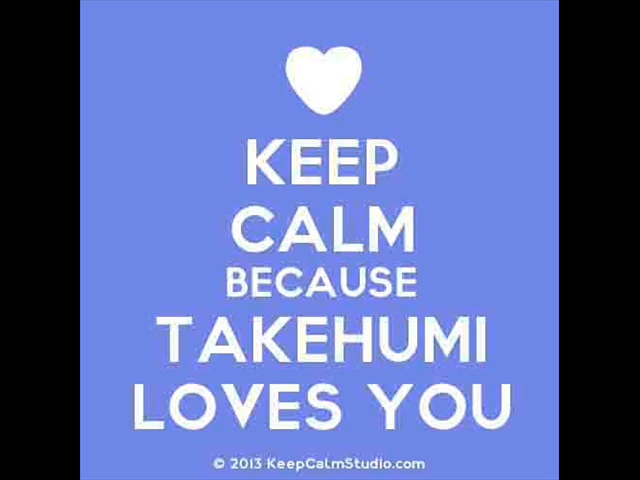 KEEP
CALM
BECAUSE
TAKEHUMI
LOVES YOU
© 2013 KeepCalmStudio.com